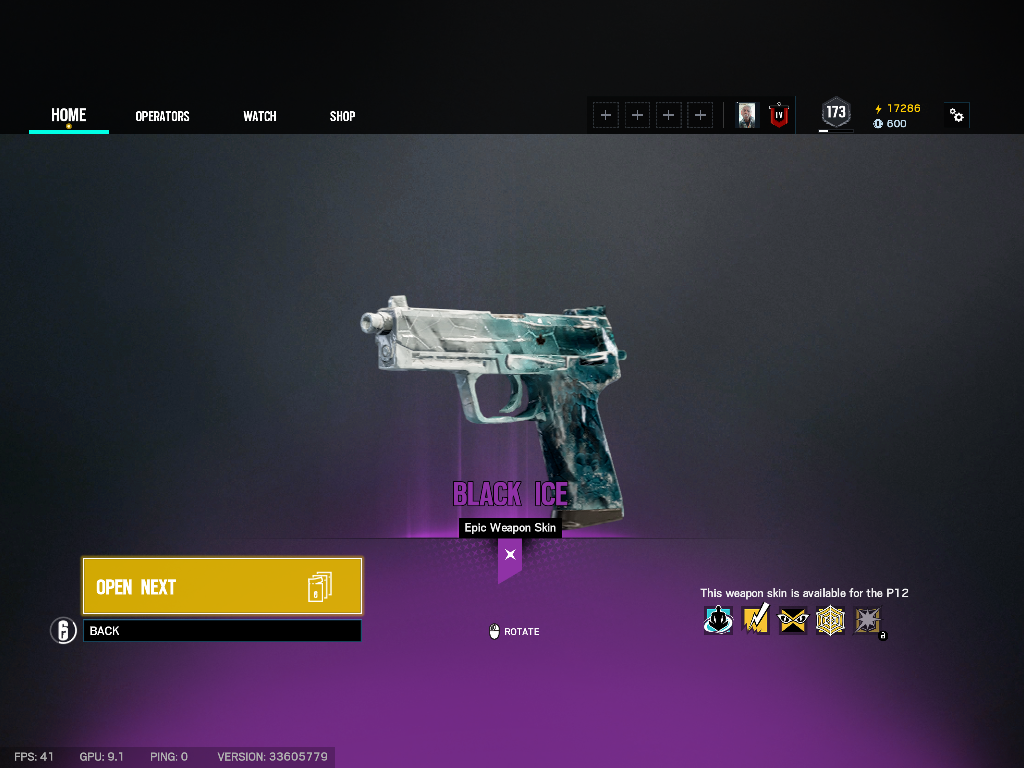 HOME
OPERATORS
WATCH
SHOP
IV
173
17286
600
BLACK ICE
Epic Weapon Skin
OPEN NEXT
BACK
ROTATE
This weapon skin is available for the P12
FPS: 41 GPU: 9.1 PING: 0 VERSION: 33605779